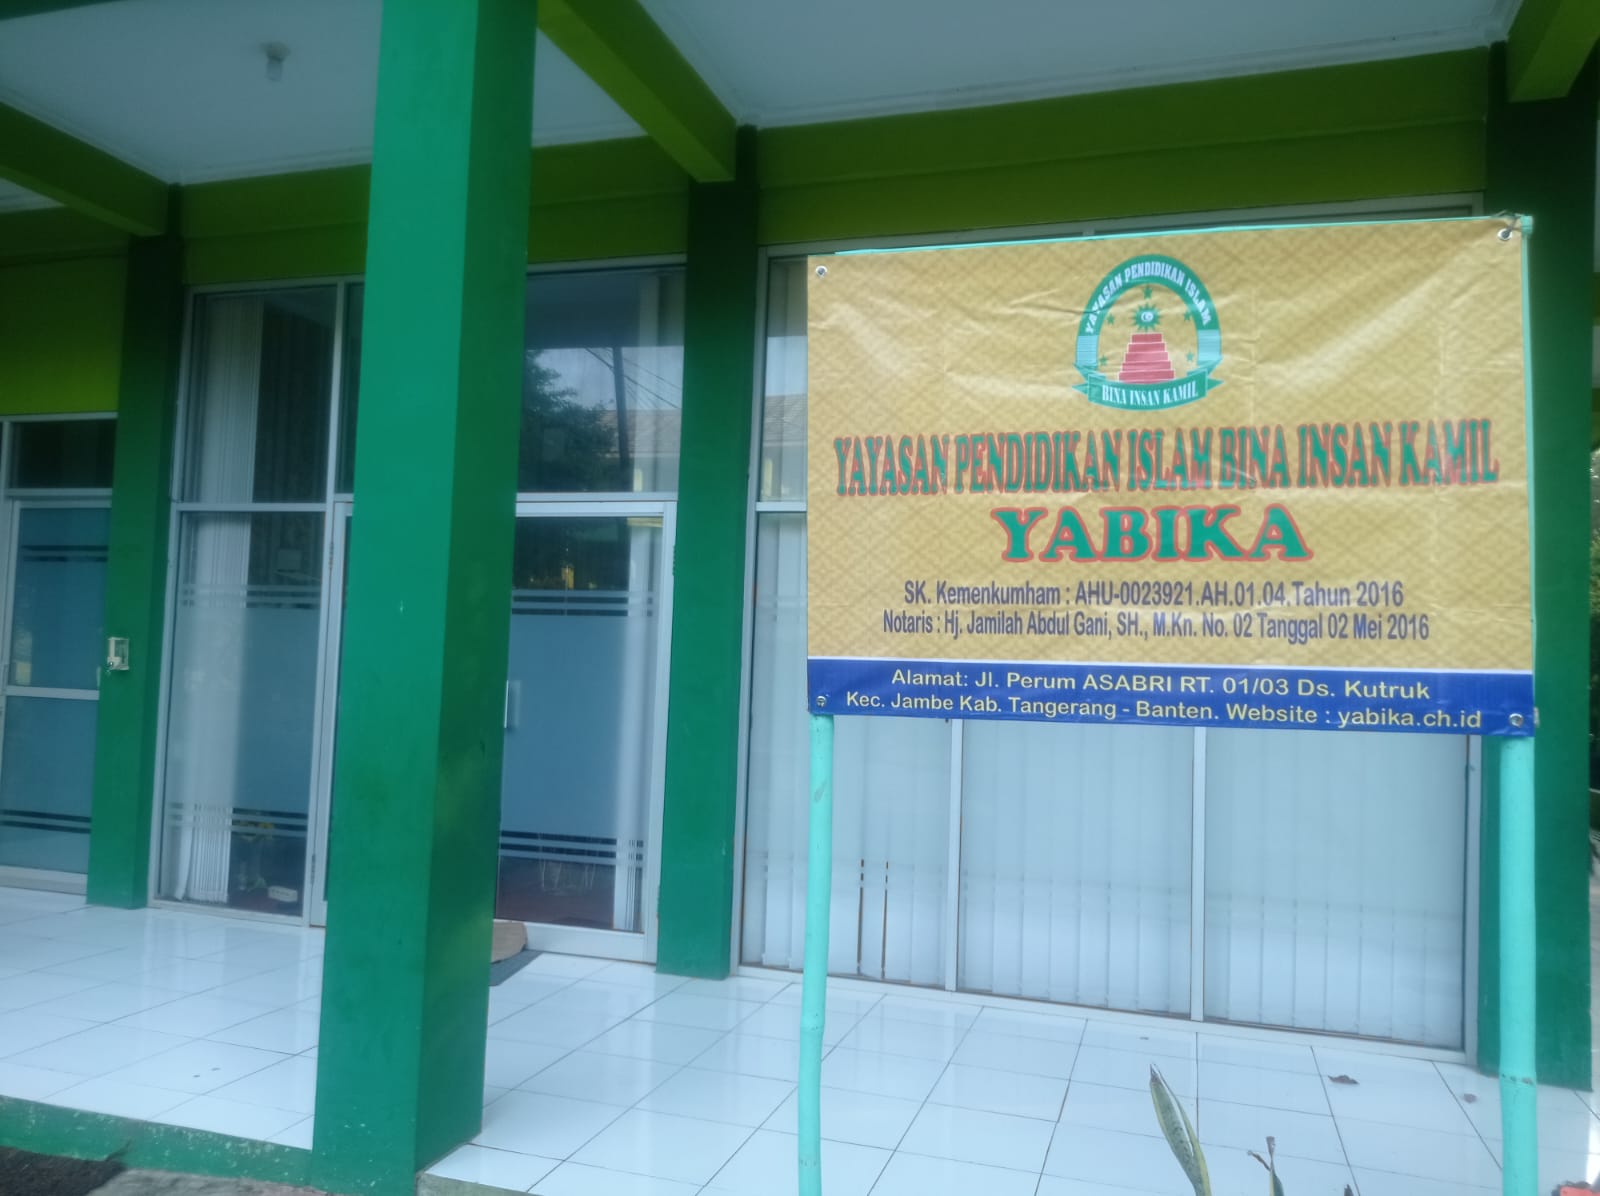 YAYASAN PENDIDIKAN ISLAM
BINA INSAN KAMIL
YAYASAN PENDIDIKAN ISLAM BINA INSAN KAMIL
YABIKA
SK. Kemenkumham : AHU-0023921.AH.01.04.Tahun 2016
Notaris : Hj. Jamilah Abdul Gani, SH., M.Kn. No. 02 Tanggal 02 Mei 2016
Alamat: Jl. Perum ASABRI RT. 01/03 Ds. Kutruk
Kec. Jambe Kab. Tangerang - Banten. Website : yabika.ch.id